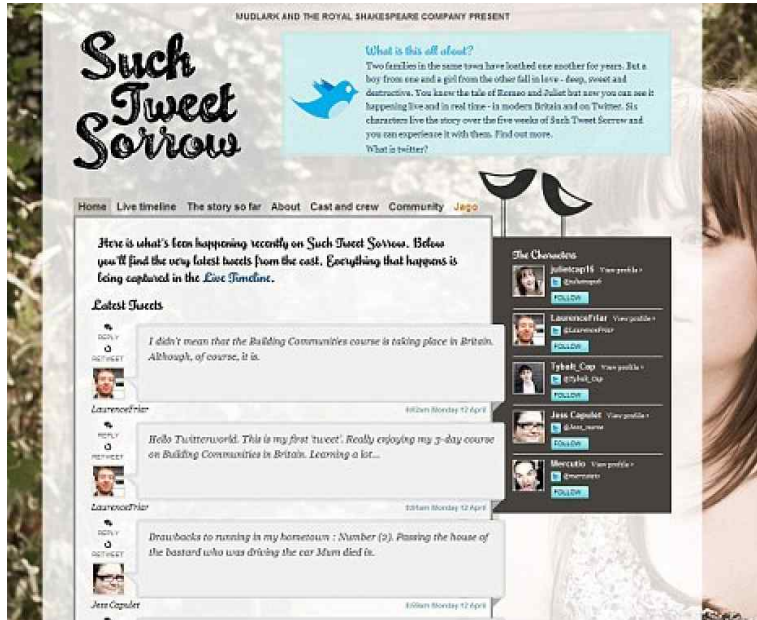 MUDLARK AND THE ROYAL SHAKESPEARE COMPANY PRESENT
Such
Tweet
Sorrow
What is this all about?
Two families in the same town have loathed one another for years. But a
boy from one and a girl from the other fall in love - deep, sweet and
destructive. You know the tale of Romeo and Juliet but now you can see it
happening live and in real time - in modern Britain and on Twitter. Six
characters live the story over the five weeks of Such Tweet Sorrow and
you can experience it with them. Find out more.
What is twitter?
Home Live timeline The story so far About Cast and crew Community Jago
Here is what's been happening recently on Such Tweet Sorrow. Below
you'll find the very latest tweets from the cast. Everything that happens is
being captured in the Live Timeline.
Latest Tweets
REPLY
RETWEET
I didn't mean that the Building Communities course is taking place in Britain.
Although, of course, it is.
LaurenceFriar
Monday 12 April
REPLY
RETWEET
Hello Twitterworld. This is my first 'tweet'. Really enjoying my 3-day course
on Building Communities in Britain. Learning a lot...
LaurenceFriar
Monday 12 April
REPLY
RETWEET
Drawbacks to running in my hometown : Number (2). Passing the house of
the bastard who was driving the car Mum died in.
Jess Capulet
Monday 12 April
The Characters
julietcap16 View profile >
@julietcap16
FOLLOW
LaurenceFriar View profile >
@LaurenceFriar
FOLLOW
Tybalt_Cap View profile >
@Tybalt_Cap
FOLLOW
Jess Capulet View profile >
@Jess_nurse
FOLLOW
Mercutio View profile >
FOLLOW